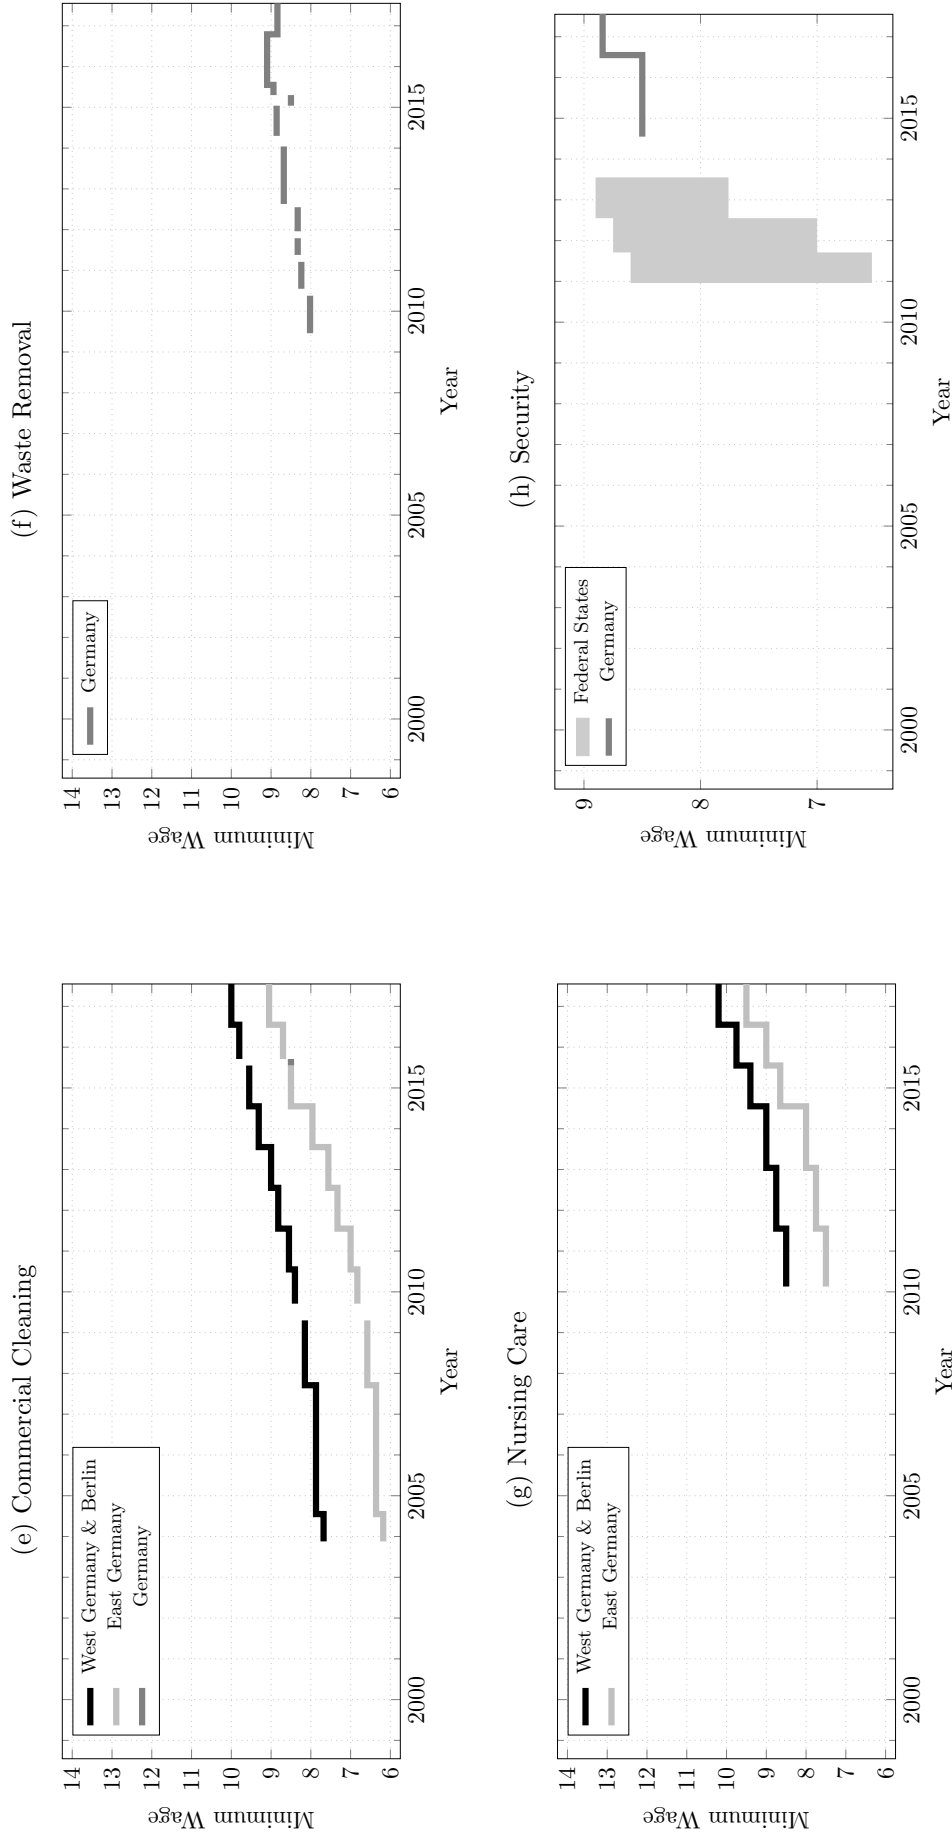 (e) Commercial Cleaning
14
13
12
11
10
9
8
7
6
Minimum Wage
2000
2005
2010
2015
Year
West Germany & Berlin
East Germany
Germany
(f) Waste Removal
14
13
12
11
10
9
8
7
6
Minimum Wage
2000
2005
2010
2015
Year
Germany
(g) Nursing Care
14
13
12
11
10
9
8
7
6
Minimum Wage
2000
2005
2010
2015
Year
West Germany & Berlin
East Germany
(h) Security
9
8
7
Minimum Wage
2000
2005
2010
2015
Year
Federal States
Germany